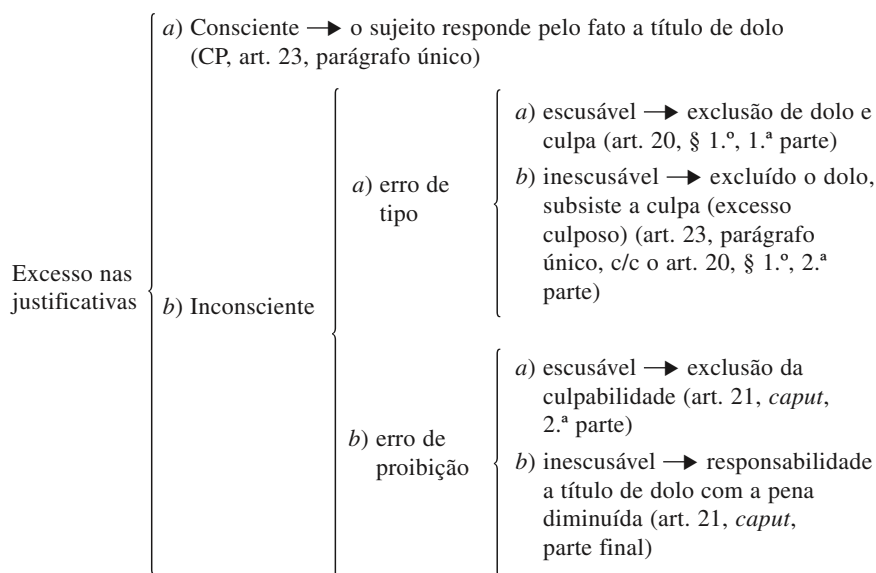 Excesso nas
justificativas
a) Consciente → o sujeito responde pelo fato a título de dolo
(CP, art. 23, parágrafo único)
b) Inconsciente
a) erro de
tipo
a) escusável → exclusão de dolo e
culpa (art. 20, § 1.º, 1.ª parte)
b) inescusável → excluído o dolo,
subsiste a culpa (excesso
culposo) (art. 23, parágrafo
único, c/c o art. 20, § 1.º, 2.ª
parte)
b) erro de
proibição
a) escusável → exclusão da
culpabilidade (art. 21, caput,
2.ª parte)
b) inescusável → responsabilidade
a título de dolo com a pena
diminuída (art. 21, caput,
parte final)